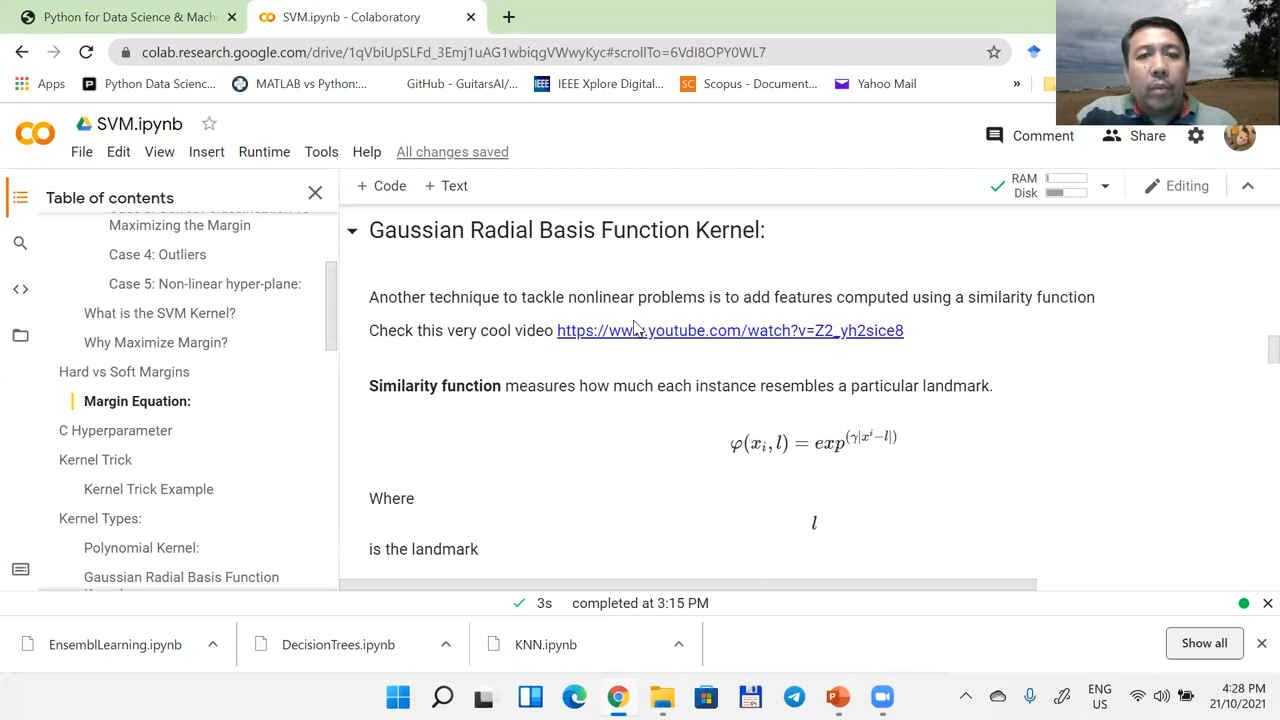 Python for Data Science & Machi
SVM.ipynb - Colaboratory
colab.research.google.com/drive/1qVbiUpSLFd_3Emj1uAG1wbiqgVWwyKyc#scrollTo=6VdI8OPY0WL7
Apps
Python Data Scienc...
MATLAB vs Python:...
GitHub - GuitarsAI/...
IEEE
IEEE Xplore Digital...
SC
Scopus - Document...
Yahoo Mail
»
CO
SVM.ipynb
Comment
Share
File Edit View Insert Runtime Tools Help All changes saved
Table of contents
+ Code + Text
RAM
Disk
Editing
Maximizing the Margin
Case 4: Outliers
Case 5: Non-linear hyper-plane:
What is the SVM Kernel?
Why Maximize Margin?
Hard vs Soft Margins
Margin Equation:
C Hyperparameter
Kernel Trick
Kernel Trick Example
Kernel Types:
Polynomial Kernel:
Gaussian Radial Basis Function
Gaussian Radial Basis Function Kernel:
Another technique to tackle nonlinear problems is to add features computed using a similarity function
Check this very cool video https://www.youtube.com/watch?v=Z2_yh2sice8
Similarity function measures how much each instance resembles a particular landmark.
φ(xᵢ, l) = exp^(γ|xⁱ−l|)
Where
l
is the landmark
3s completed at 3:15 PM
EnsemblLearning.ipynb
DecisionTrees.ipynb
KNN.ipynb
Show all
ENG
US
4:28 PM
21/10/2021